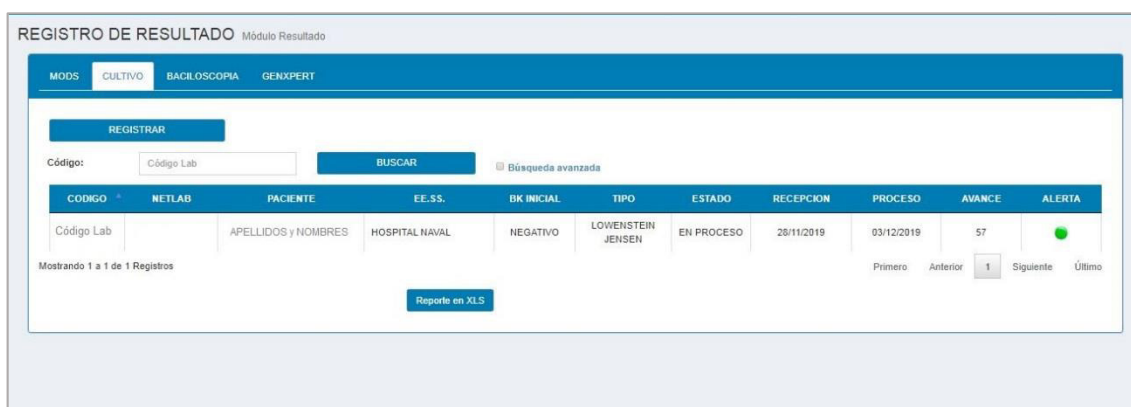 REGISTRO DE RESULTADO Módulo Resultado
MODS CULTIVO BACILOSCOPIA GENXPERT
REGISTRAR
Código: Código Lab BUSCAR Búsqueda avanzada
CODIGO NETLAB PACIENTE EE.SS. BK INICIAL TIPO ESTADO RECEPCION PROCESO AVANCE ALERTA
Código Lab APELLIDOS y NOMBRES HOSPITAL NAVAL NEGATIVO LOWENSTEIN JENSEN EN PROCESO 28/11/2019 03/12/2019 57
Mostrando 1 a 1 de 1 Registros Primero Anterior 1 Siguiente Último
Reporte en XLS